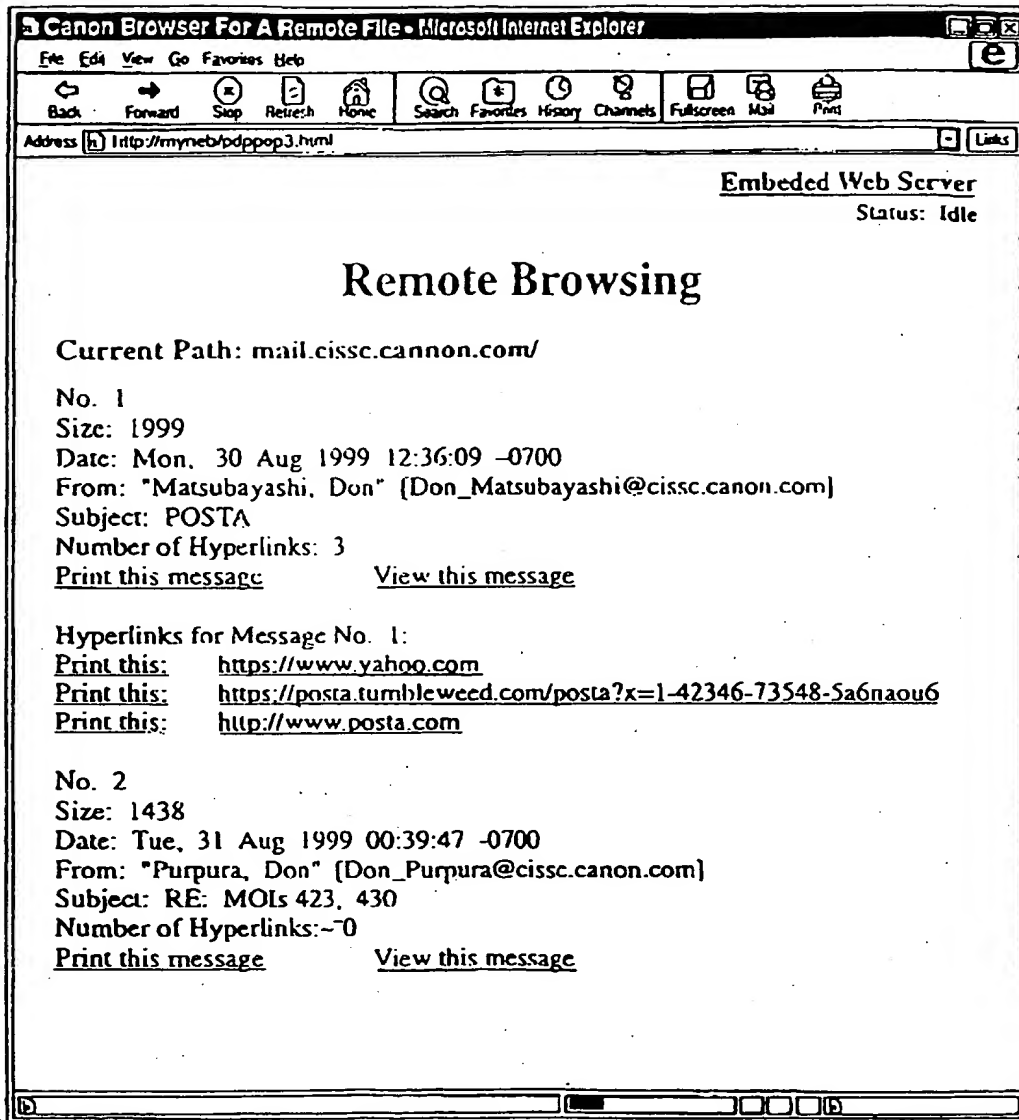 Canon Browser For A Remote File • Microsoft Internet Explorer
File Edit View Go Favorites Help
Back Forward Stop Refresh Home Search Favorites History Channels Fullscreen Mail Print
Address http://myneb/pdppop3.html Links
Embeded Web Server
Status: Idle
Remote Browsing
Current Path: mail.cissc.cannon.com/
No. 1
Size: 1999
Date: Mon, 30 Aug 1999 12:36:09 -0700
From: "Matsubayashi, Don" [Don_Matsubayashi@cissc.canon.com]
Subject: POSTA
Number of Hyperlinks: 3
Print this message View this message
Hyperlinks for Message No. 1:
Print this: https://www.yahoo.com
Print this: https://posta.tumbleweed.com/posta?x=1-42346-73548-5a6naou6
Print this: http://www.posta.com
No. 2
Size: 1438
Date: Tue, 31 Aug 1999 00:39:47 -0700
From: "Purpura, Don" [Don_Purpura@cissc.canon.com]
Subject: RE: MOIs 423, 430
Number of Hyperlinks:~0
Print this message View this message